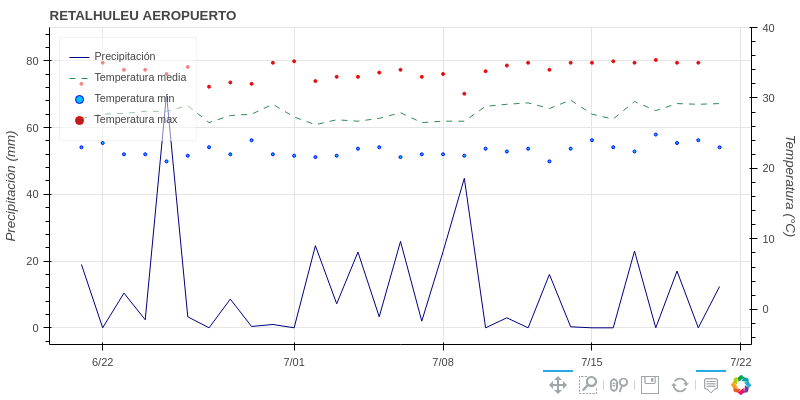 RETALHULEU AEROPUERTO
Precipitación
Temperatura media
Temperatura min
Temperatura max
Precipitación (mm)
80
60
40
20
0
Temperatura (°C)
40
30
20
10
0
6/22
7/01
7/08
7/15
7/22